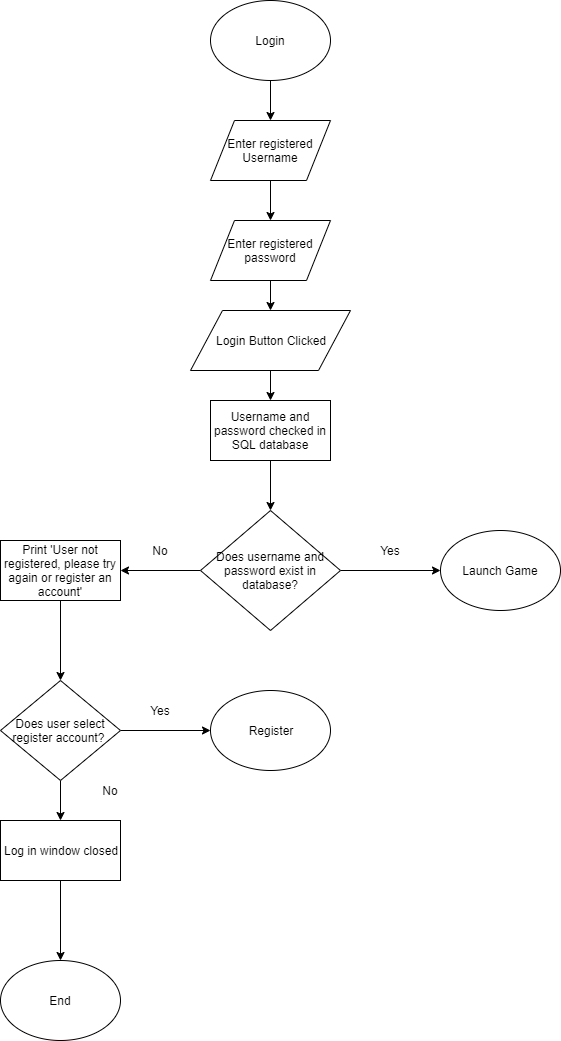 Login
Enter registered
Username
Enter registered
password
Login Button Clicked
Username and
password checked in
SQL database
Does username and
password exist in
database?
No
Yes
Print 'User not
registered, please try
again or register an
account'
Launch Game
Does user select
register account?
Yes
Register
No
Log in window closed
End